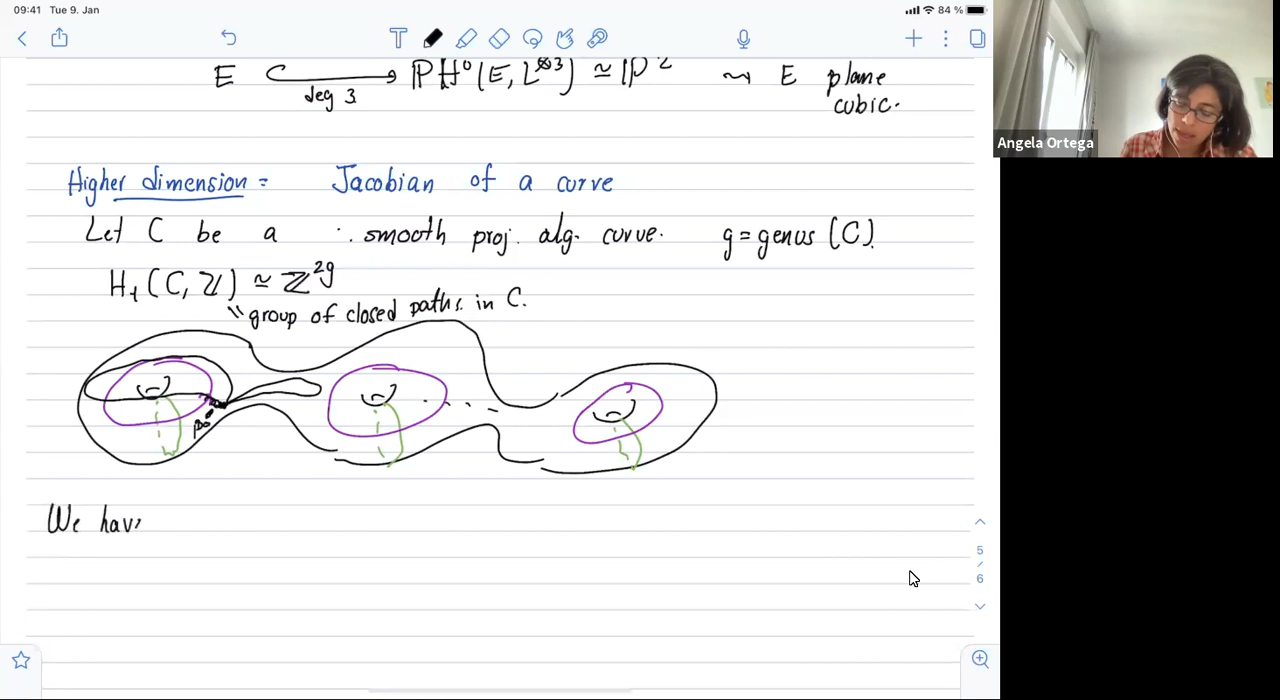 09:41 Tue 9. Jan
84 %
E ↪ ℙH⁰(E, L^⊗3) ≃ ℙ² ⇝ E plane
deg 3
cubic.
Angela Ortega
Higher dimension: Jacobian of a curve
Let C be a smooth proj. alg. curve. g = genus (C).
H₁(C, ℤ) ≃ ℤ^2g
" group of closed paths. in C.
p₀
We hav
5
/
6